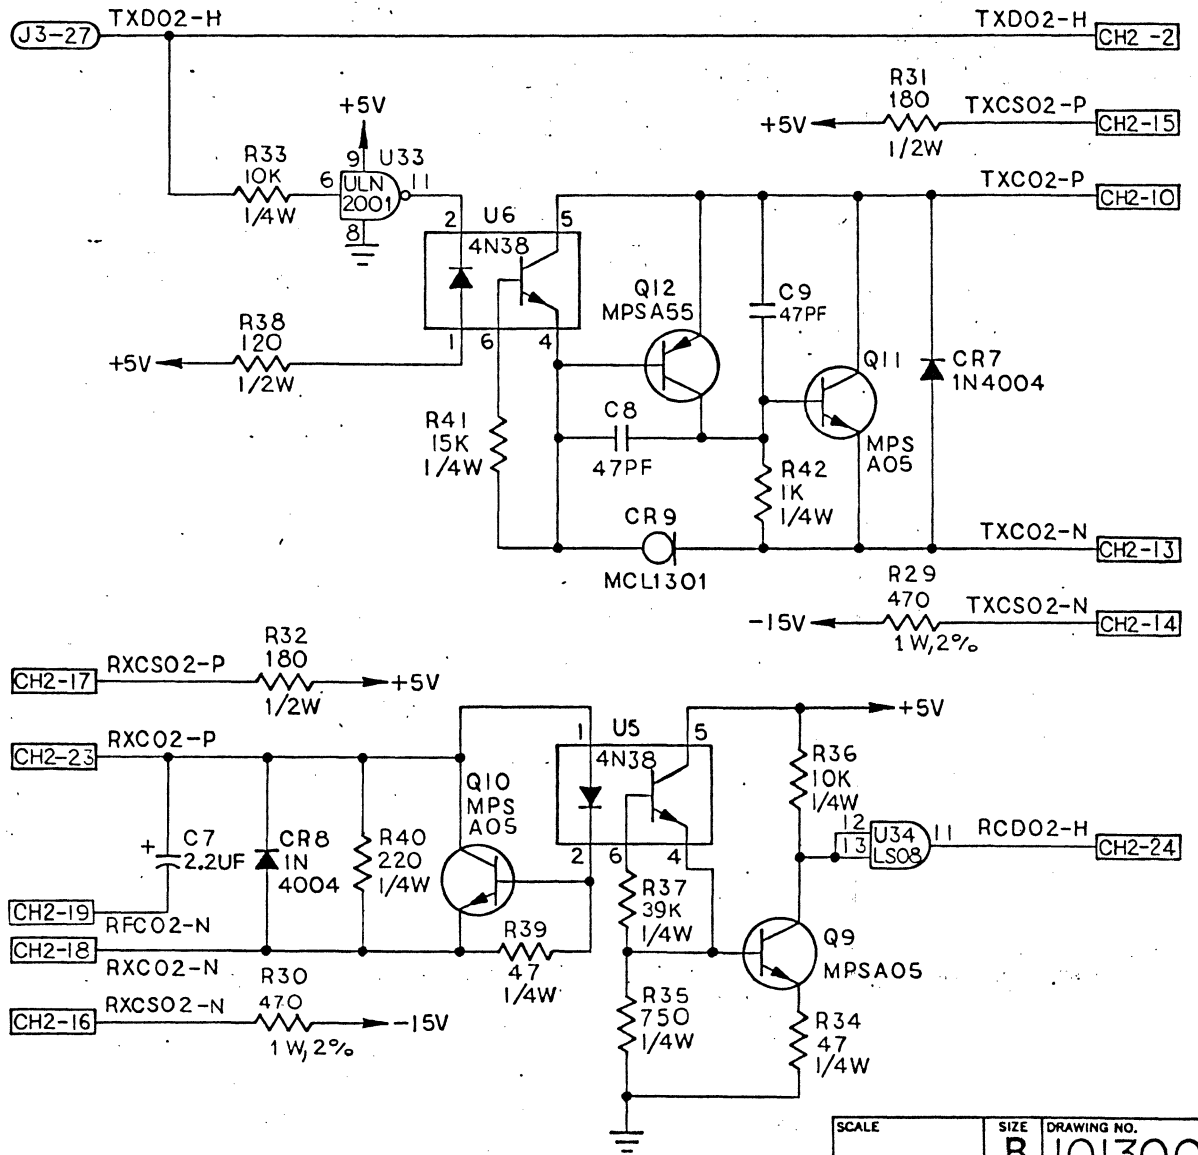 TXD02-H
TXD02-H
J3-27
CH2 -2
R31
180
TXCS02-P
+5V
CH2-15
1/2W
+5V
R33
10K
1/4W
9
U33
6
ULN
2001
11
8
TXC02-P
CH2-10
2
U6
5
4N38
1
6
4
R38
120
+5V
1/2W
Q12
MPSA55
C9
47PF
Q11
MPS
A05
CR7
1N4004
R41
15K
1/4W
C8
47PF
R42
1K
1/4W
CR9
MCL1301
TXC02-N
CH2-13
R29
470
TXCS02-N
-15V
CH2-14
1W,2%
R32
RXCS02-P
180
CH2-17
+5V
1/2W
RXC02-P
CH2-23
1
U5
5
4N38
2
6
4
+5V
Q10
MPS
A05
R36
10K
1/4W
12
13
U34
LS08
11
RCD02-H
CH2-24
+
C7
2.2UF
CR8
1N
4004
R40
220
1/4W
R37
39K
1/4W
CH2-19
RFC02-N
CH2-18
RXC02-N
R39
47
1/4W
Q9
MPSA05
R30
470
RXCS02-N
CH2-16
-15V
1W,2%
R35
750
1/4W
R34
47
1/4W
SCALE
SIZE
B
DRAWING NO.
101300